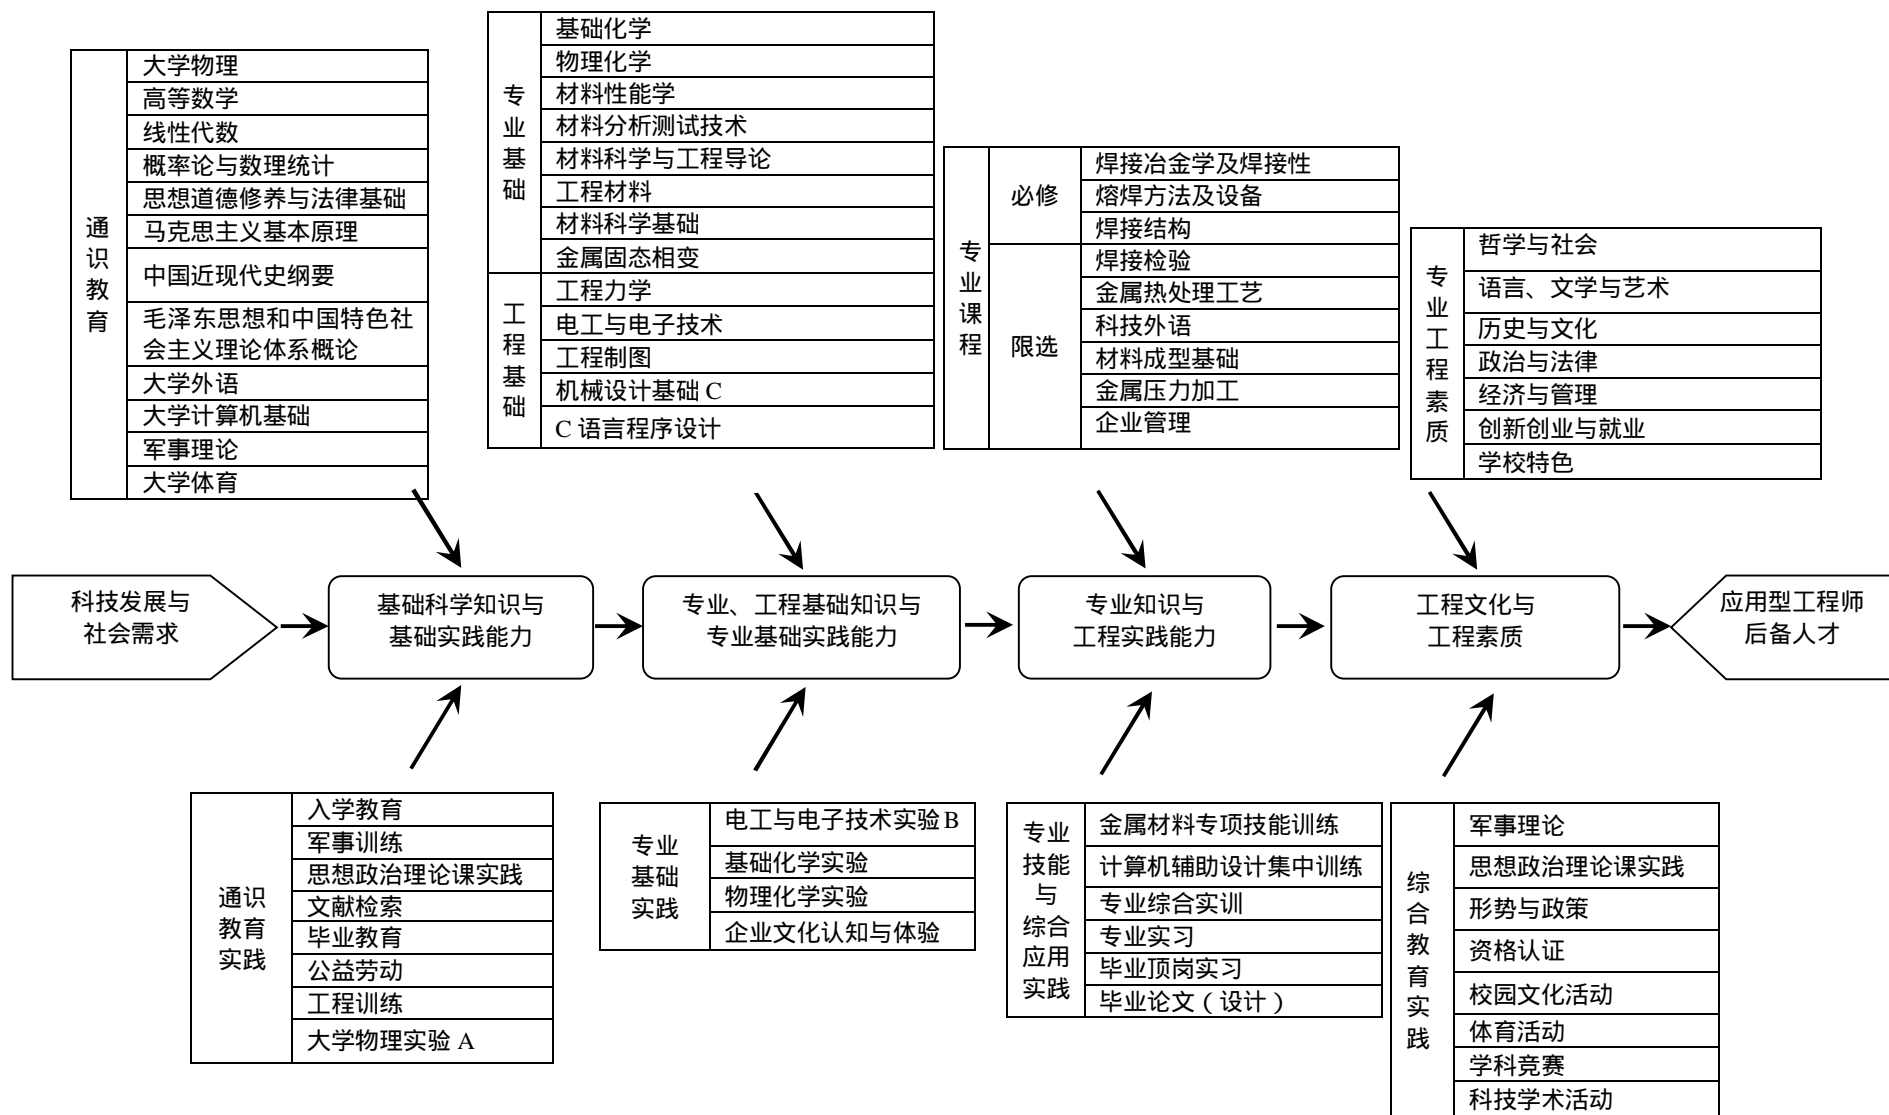 通
识
教
育
大学物理
高等数学
线性代数
概率论与数理统计
思想道德修养与法律基础
马克思主义基本原理
中国近现代史纲要
毛泽东思想和中国特色社
会主义理论体系概论
大学外语
大学计算机基础
军事理论
大学体育
专
业
基
础
基础化学
物理化学
材料性能学
材料分析测试技术
材料科学与工程导论
工程材料
材料科学基础
金属固态相变
工
程
基
础
工程力学
电工与电子技术
工程制图
机械设计基础 C
C 语言程序设计
专
业
课
程
必修
焊接冶金学及焊接性
熔焊方法及设备
焊接结构
限选
焊接检验
金属热处理工艺
科技外语
材料成型基础
金属压力加工
企业管理
专
业
工
程
素
质
哲学与社会
语言、文学与艺术
历史与文化
政治与法律
经济与管理
创新创业与就业
学校特色
科技发展与
社会需求
基础科学知识与
基础实践能力
专业、工程基础知识与
专业基础实践能力
专业知识与
工程实践能力
工程文化与
工程素质
应用型工程师
后备人才
通识
教育
实践
入学教育
军事训练
思想政治理论课实践
文献检索
毕业教育
公益劳动
工程训练
大学物理实验 A
专业
基础
实践
电工与电子技术实验 B
基础化学实验
物理化学实验
企业文化认知与体验
专业
技能
与
综合
应用
实践
金属材料专项技能训练
计算机辅助设计集中训练
专业综合实训
专业实习
毕业顶岗实习
毕业论文（设计）
综
合
教
育
实
践
军事理论
思想政治理论课实践
形势与政策
资格认证
校园文化活动
体育活动
学科竞赛
科技学术活动